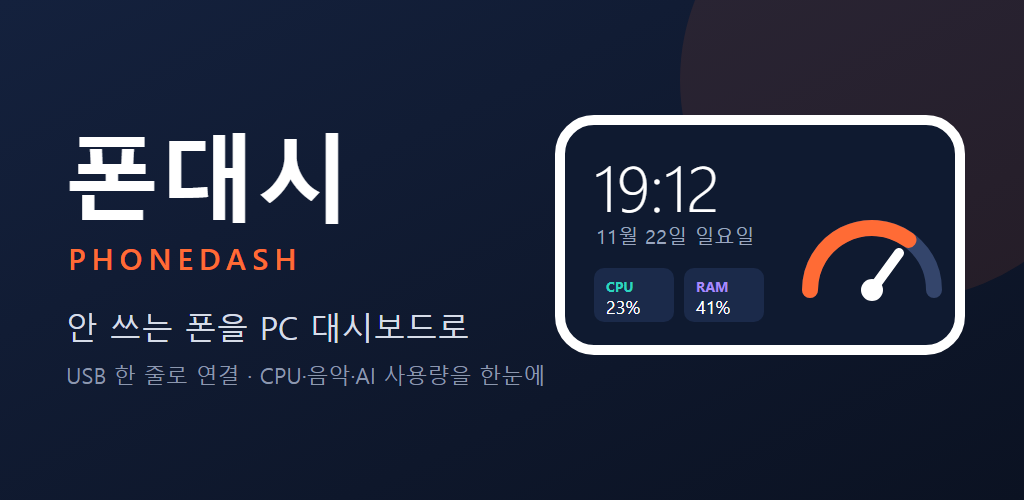 폰대시
PHONEDASH
안 쓰는 폰을 PC 대시보드로
USB 한 줄로 연결 · CPU·음악·AI 사용량을 한눈에
19:12
11월 22일 일요일
CPU
23%
RAM
41%